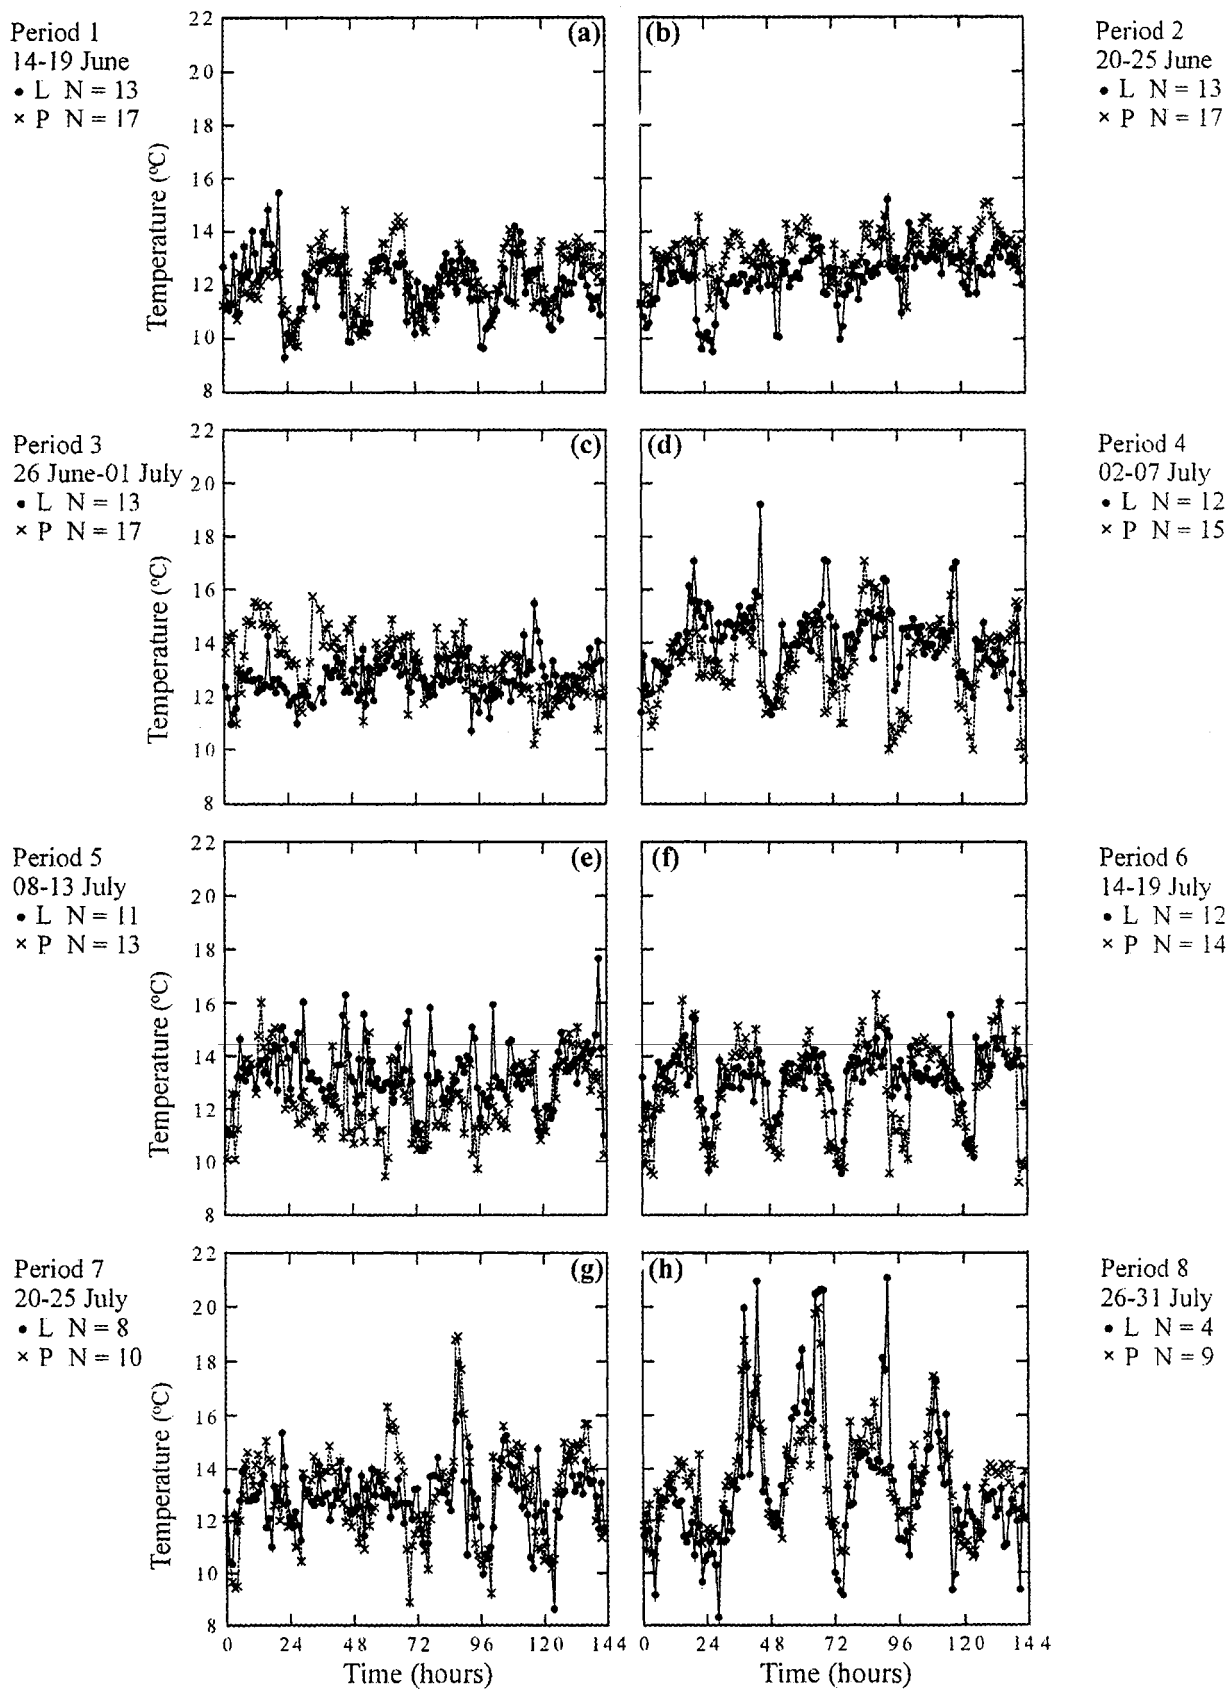 Period 1
14-19 June
• L N = 13
× P N = 17
(a)
(b)
Period 2
20-25 June
• L N = 13
× P N = 17
Temperature (ºC)
22
20
18
16
14
12
10
8
Period 3
26 June-01 July
• L N = 13
× P N = 17
(c)
(d)
Period 4
02-07 July
• L N = 12
× P N = 15
Temperature (ºC)
22
20
18
16
14
12
10
8
Period 5
08-13 July
• L N = 11
× P N = 13
(e)
(f)
Period 6
14-19 July
• L N = 12
× P N = 14
Temperature (ºC)
22
20
18
16
14
12
10
8
Period 7
20-25 July
• L N = 8
× P N = 10
(g)
(h)
Period 8
26-31 July
• L N = 4
× P N = 9
Temperature (ºC)
22
20
18
16
14
12
10
8
0 24 48 72 96 120 144
0 24 48 72 96 120 144
Time (hours)
Time (hours)